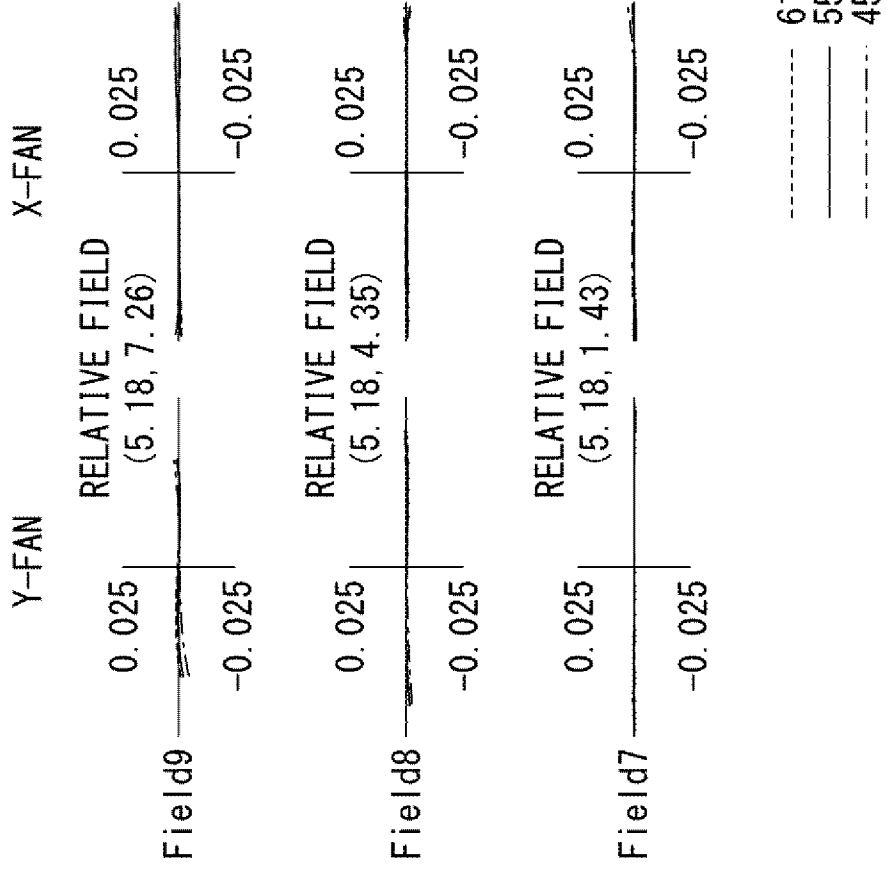 Y-FAN X-FAN
RELATIVE FIELD
(5.18, 7.26)
0.025 0.025
Field9
-0.025 -0.025
RELATIVE FIELD
(5.18, 4.35)
0.025 0.025
Field8
-0.025 -0.025
RELATIVE FIELD
(5.18, 1.43)
0.025 0.025
Field7
-0.025 -0.025
55
45